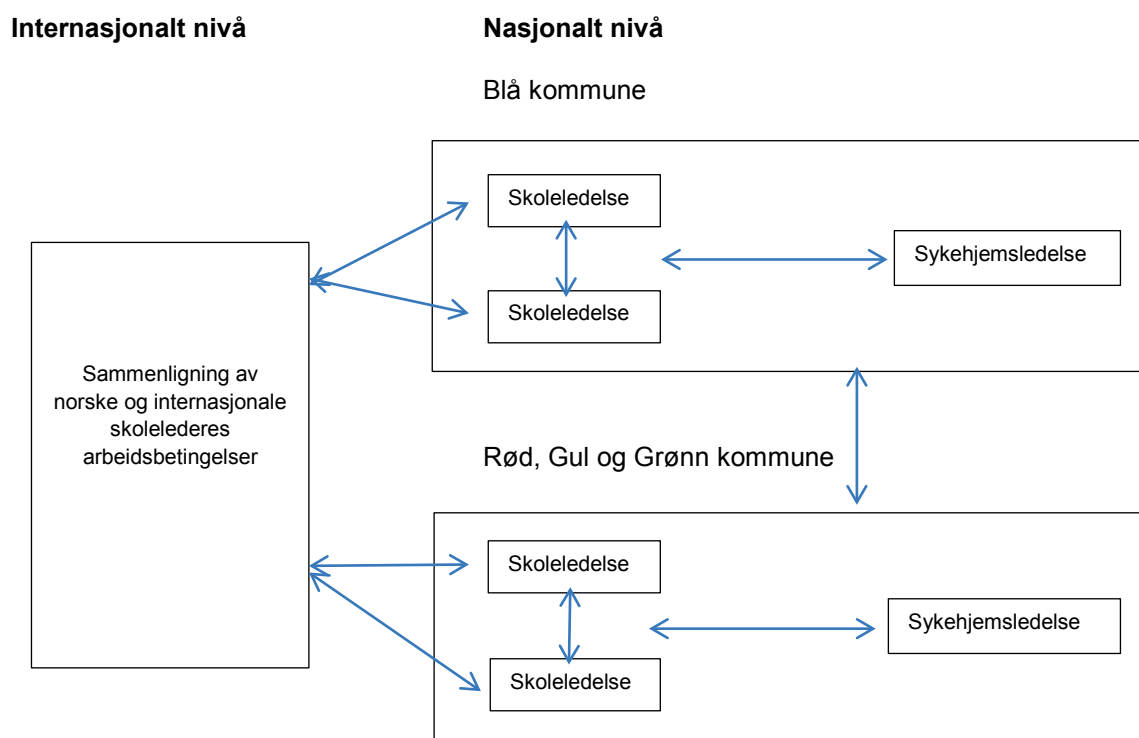 Internasjonalt nivå
Nasjonalt nivå
Blå kommune
Skoleledelse
Sykehjemsledelse
Skoleledelse
Sammenligning av
norske og internasjonale
skolelederes
arbeidsbetingelser
Rød, Gul og Grønn kommune
Skoleledelse
Sykehjemsledelse
Skoleledelse